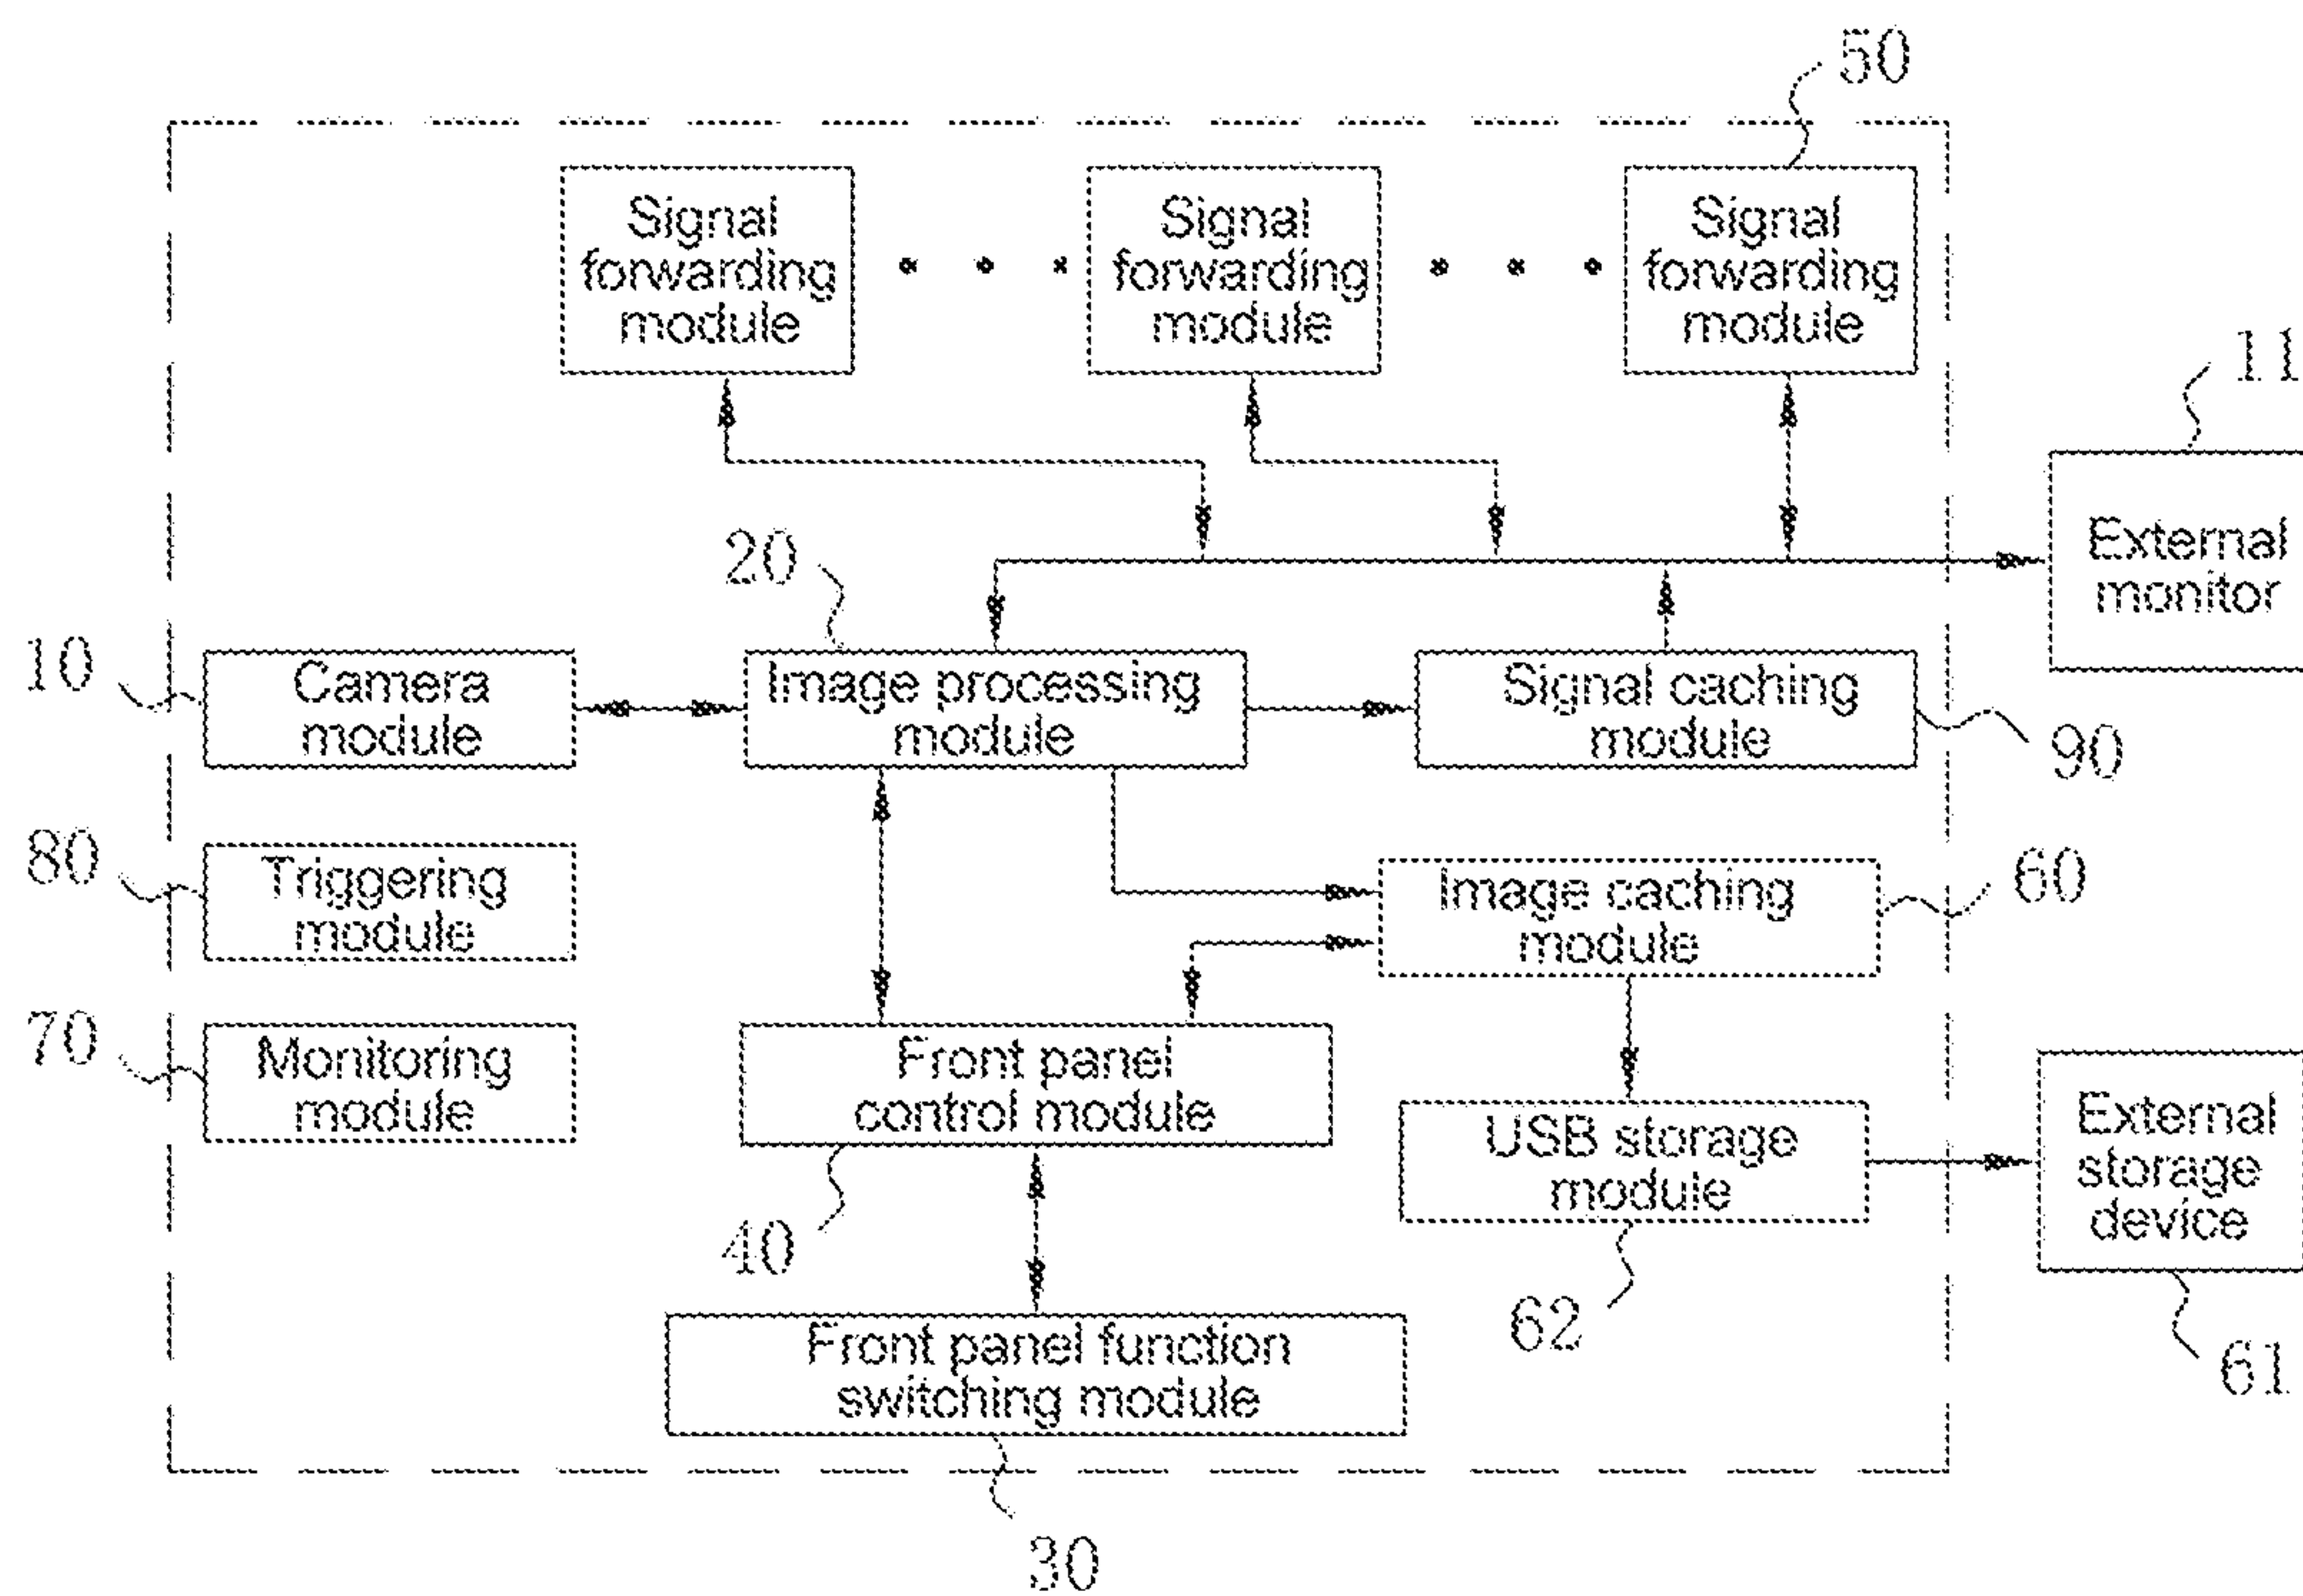 50
Signal
forwarding
module
Signal
forwarding
module
Signal
forwarding
module
11
External
monitor
20
10
Camera
module
Image processing
module
Signal caching
module
90
80
Triggering
module
Image caching
module
60
70
Monitoring
module
Front panel
control module
USB storage
module
External
storage
device
40
62
61
Front panel function
switching module
30